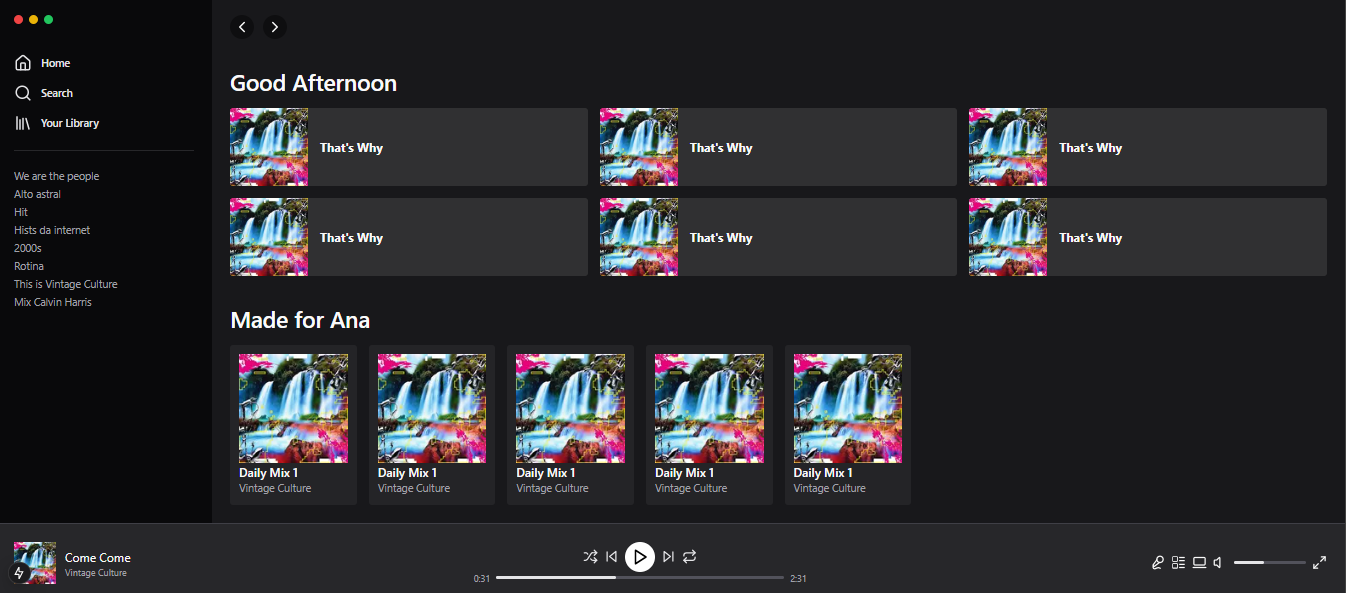 Home
Search
Your Library
We are the people
Alto astral
Hit
Hists da internet
2000s
Rotina
This is Vintage Culture
Mix Calvin Harris
Good Afternoon
That's Why
That's Why
That's Why
That's Why
That's Why
That's Why
Made for Ana
Daily Mix 1
Vintage Culture
Daily Mix 1
Vintage Culture
Daily Mix 1
Vintage Culture
Daily Mix 1
Vintage Culture
Daily Mix 1
Vintage Culture
Come Come
Vintage Culture
0:31
2:31